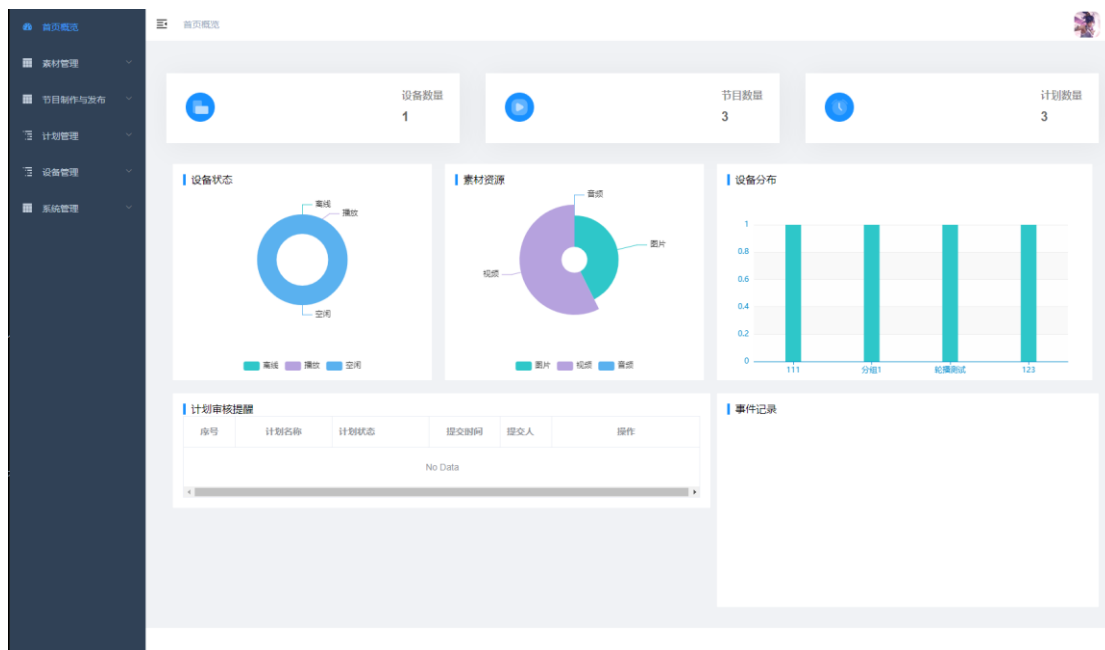 首页概览
素材管理
节目制作与发布
计划管理
设备管理
系统管理
首页概览
设备数量
1
节目数量
3
计划数量
3
设备状态
离线
播放
空闲
离线 播放 空闲
素材资源
音频
图片
视频
图片 视频 音频
设备分布
1
0.8
0.6
0.4
0.2
0
111 分组1 轮播测试 123
计划审核提醒
序号 计划名称 计划状态 提交时间 提交人 操作
No Data
事件记录